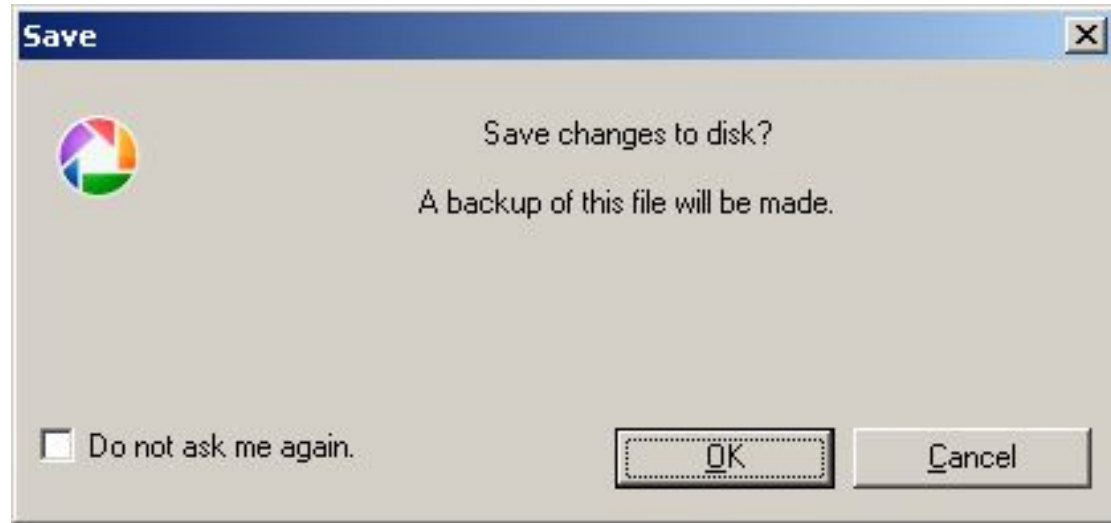 Save
Save changes to disk?
A backup of this file will be made.
Do not ask me again.
OK
Cancel